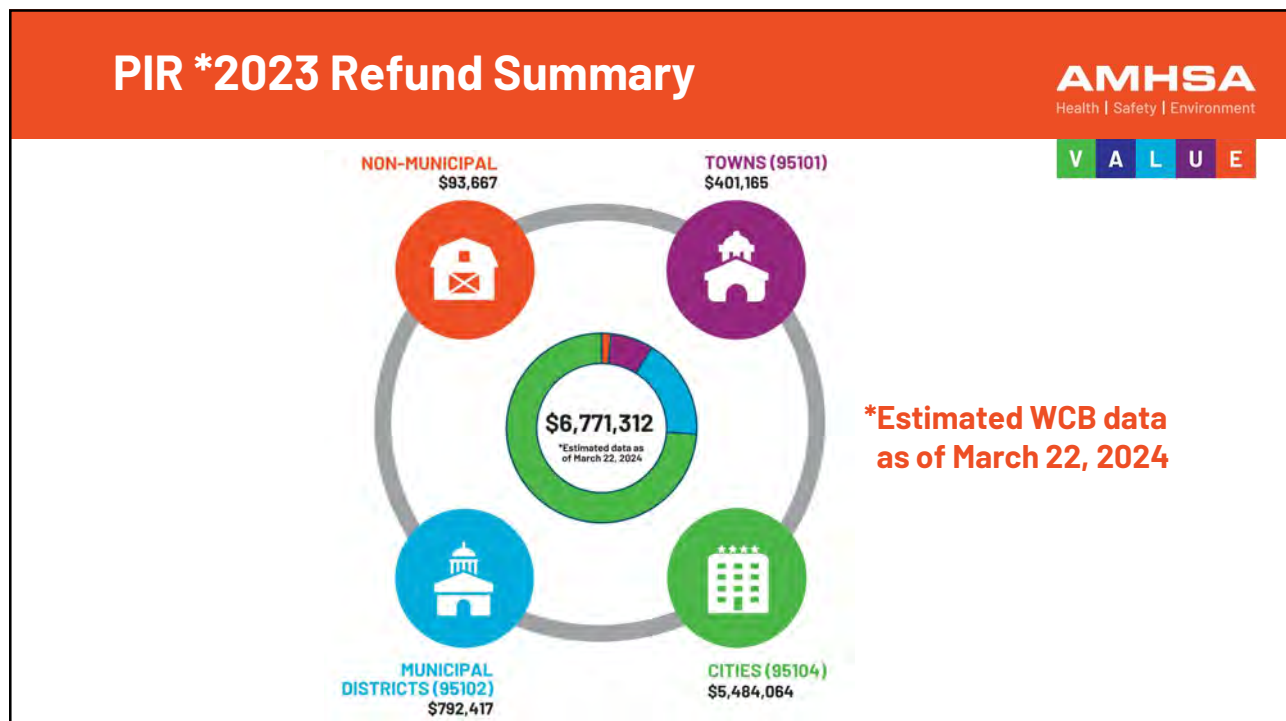 PIR *2023 Refund Summary
AMHSA
Health | Safety | Environment
V A L U E
NON-MUNICIPAL
$93,667
TOWNS (95101)
$401,165
$6,771,312
*Estimated data as
of March 22, 2024
*Estimated WCB data
as of March 22, 2024
MUNICIPAL
DISTRICTS (95102)
$792,417
CITIES (95104)
$5,484,064